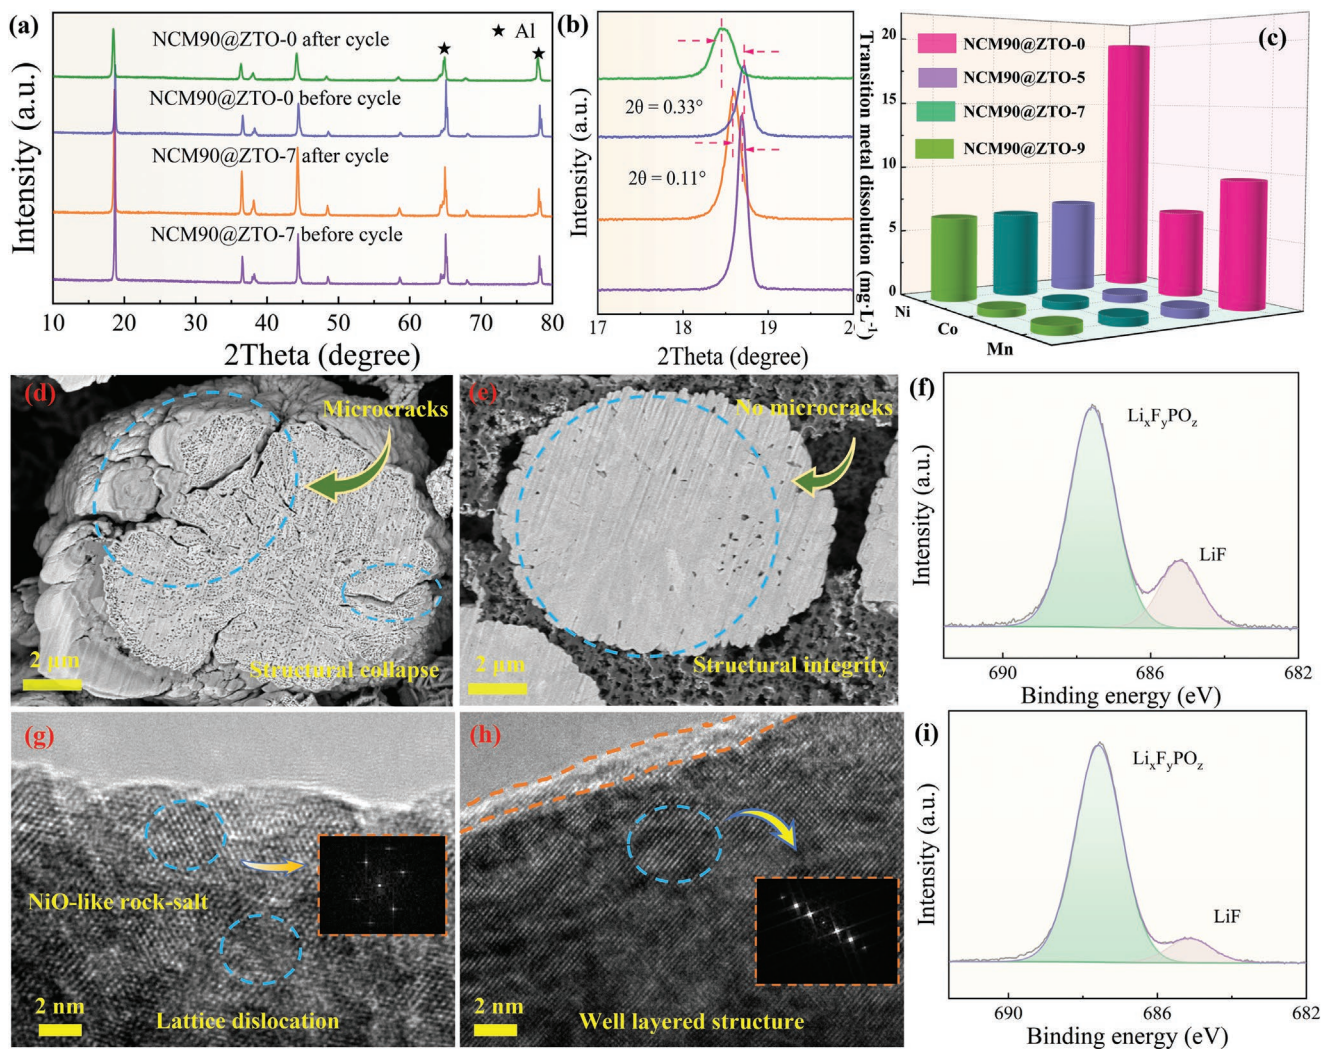 (a)
★ Al
NCM90@ZTO-0 after cycle
NCM90@ZTO-0 before cycle
NCM90@ZTO-7 after cycle
NCM90@ZTO-7 before cycle
Intensity (a.u.)
10 20 30 40 50 60 70 80
2Theta (degree)
(b)
2θ = 0.33°
2θ = 0.11°
Intensity (a.u.)
17 18 19 20
2Theta (degree)
(c)
NCM90@ZTO-0
NCM90@ZTO-5
NCM90@ZTO-7
NCM90@ZTO-9
Transition metal dissolution (mg·L⁻¹)
20
15
10
5
0
Ni
Co
Mn
(d)
Microcracks
2 μm
Structural collapse
(e)
No microcracks
2 μm
Structural integrity
(f)
LiₓFᵧPO_z
LiF
Intensity (a.u.)
690 686 682
Binding energy (eV)
(g)
NiO-like rock-salt
2 nm
Lattice dislocation
(h)
2 nm
Well layered structure
(i)
LiₓFᵧPO_z
LiF
Intensity (a.u.)
690 686 682
Binding energy (eV)